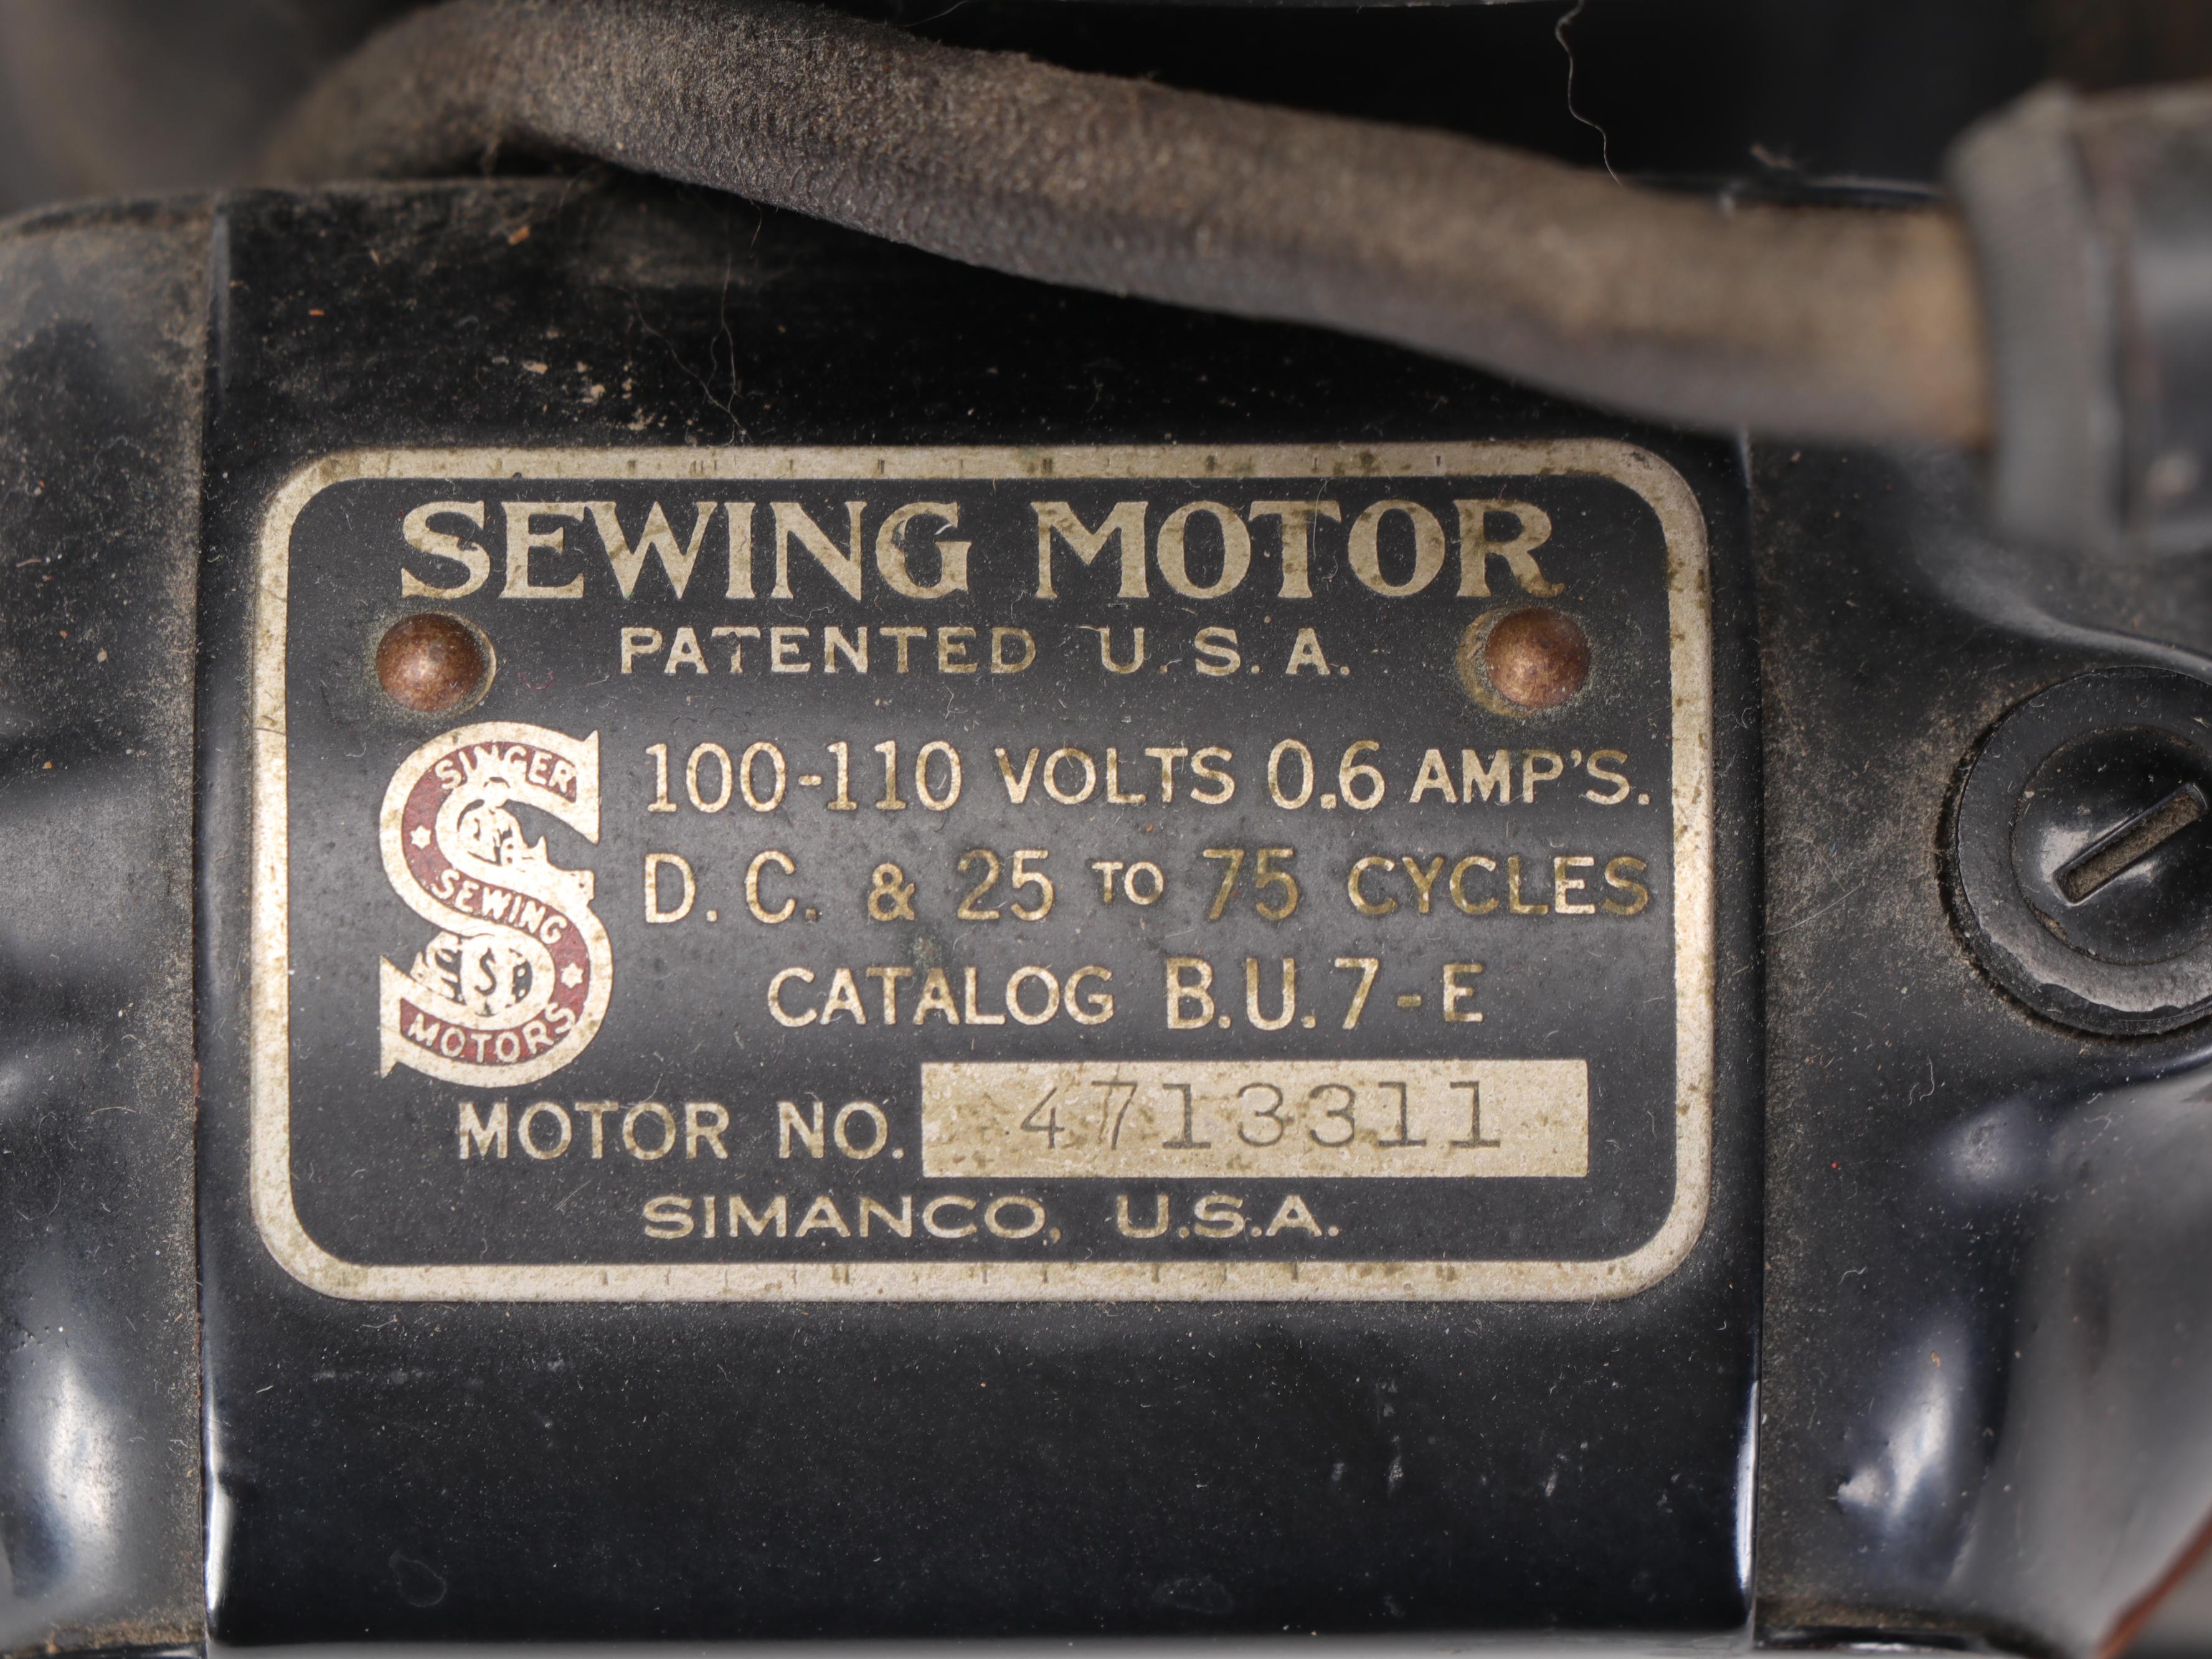 SEWING MOTOR
PATENTED U.S.A.
SINGER
SEWING
S
MOTORS
100-110 VOLTS 0.6 AMP'S.
D.C. & 25 TO 75 CYCLES
CATALOG B.U.7-E
MOTOR NO. 4713311
SIMANCO, U.S.A.